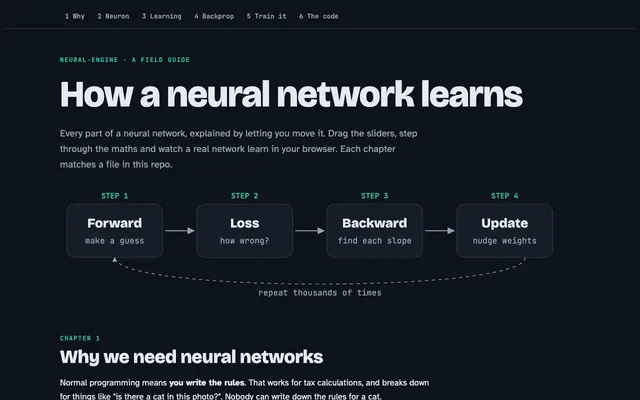 1 Why 2 Neuron 3 Learning 4 Backprop 5 Train it 6 The code
NEURAL-ENGINE · A FIELD GUIDE
How a neural network learns
Every part of a neural network, explained by letting you move it. Drag the sliders, step
through the maths and watch a real network learn in your browser. Each chapter
matches a file in this repo.
STEP 1 STEP 2 STEP 3 STEP 4
Forward Loss Backward Update
make a guess how wrong? find each slope nudge weights
repeat thousands of times
CHAPTER 1
Why we need neural networks
Normal programming means you write the rules. That works for tax calculations, and breaks down
for things like "is there a cat in this photo?". Nobody can write down the rules for a cat.